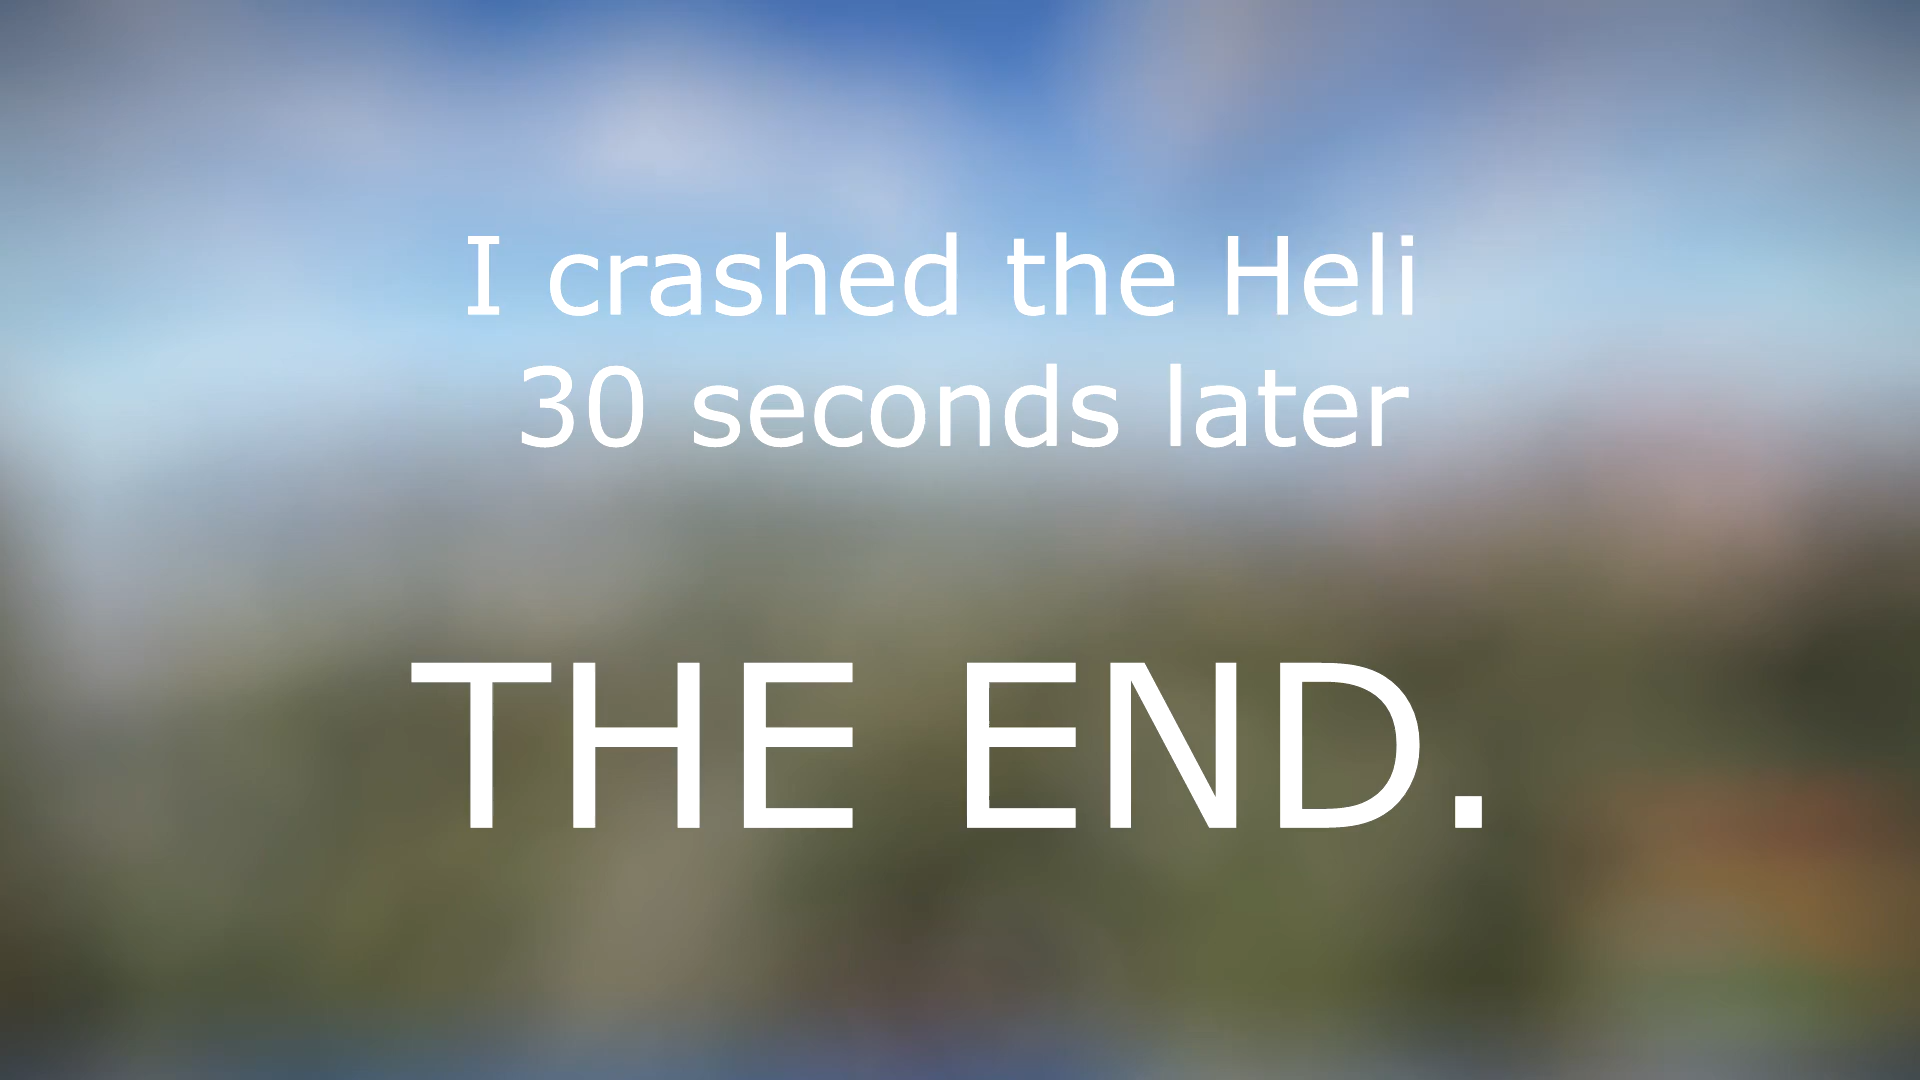 I crashed the Heli
30 seconds later
THE END.